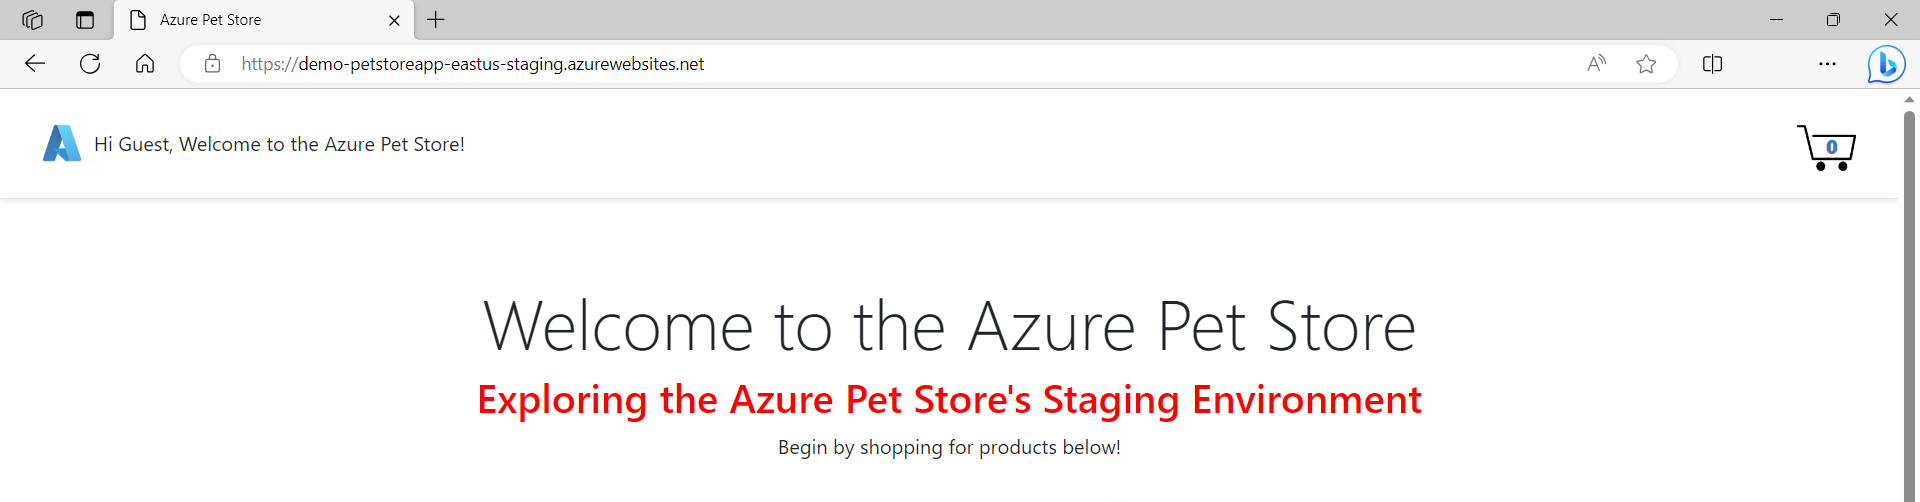 Azure Pet Store
https://demo-petstoreapp-eastus-staging.azurewebsites.net
Hi Guest, Welcome to the Azure Pet Store!
0
Welcome to the Azure Pet Store
Exploring the Azure Pet Store's Staging Environment
Begin by shopping for products below!